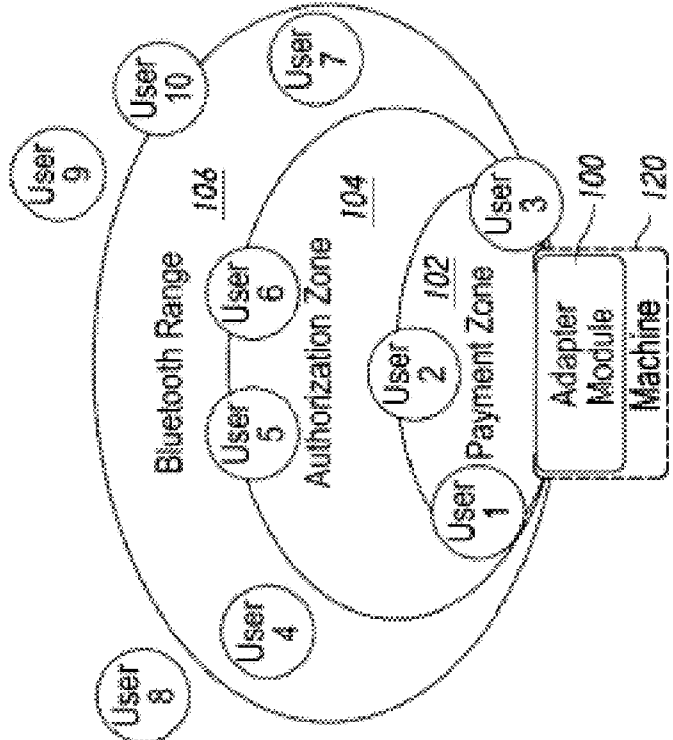 User
9
User
10
User
7
User
8
Bluetooth Range
106
User
4
User
5
User
6
Authorization Zone
104
User
2
102
User
1
Payment Zone
User
3
Adapter
Module
100
Machine
120